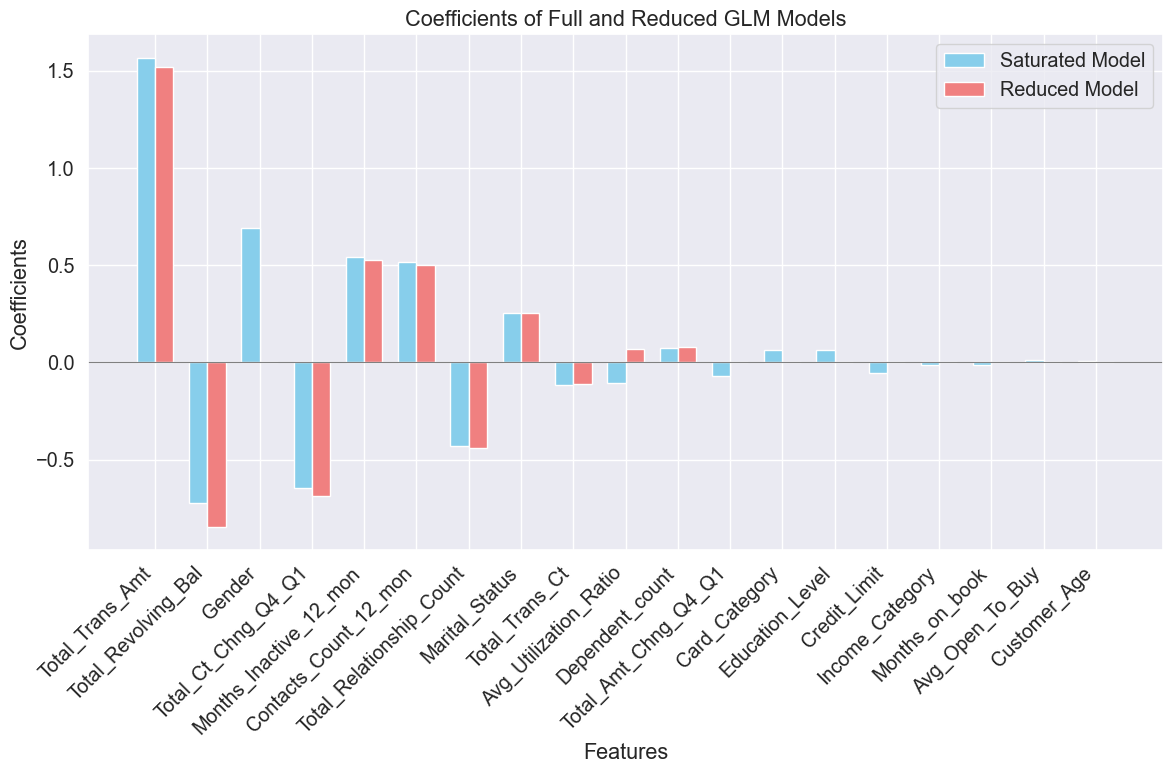 Coefficients of Full and Reduced GLM Models
Saturated Model
Reduced Model
Coefficients
1.5
1.0
0.5
0.0
−0.5
Total_Trans_Amt
Total_Revolving_Bal
Gender
Total_Ct_Chng_Q4_Q1
Months_Inactive_12_mon
Contacts_Count_12_mon
Total_Relationship_Count
Marital_Status
Total_Trans_Ct
Avg_Utilization_Ratio
Dependent_count
Total_Amt_Chng_Q4_Q1
Card_Category
Education_Level
Credit_Limit
Income_Category
Months_on_book
Avg_Open_To_Buy
Customer_Age
Features